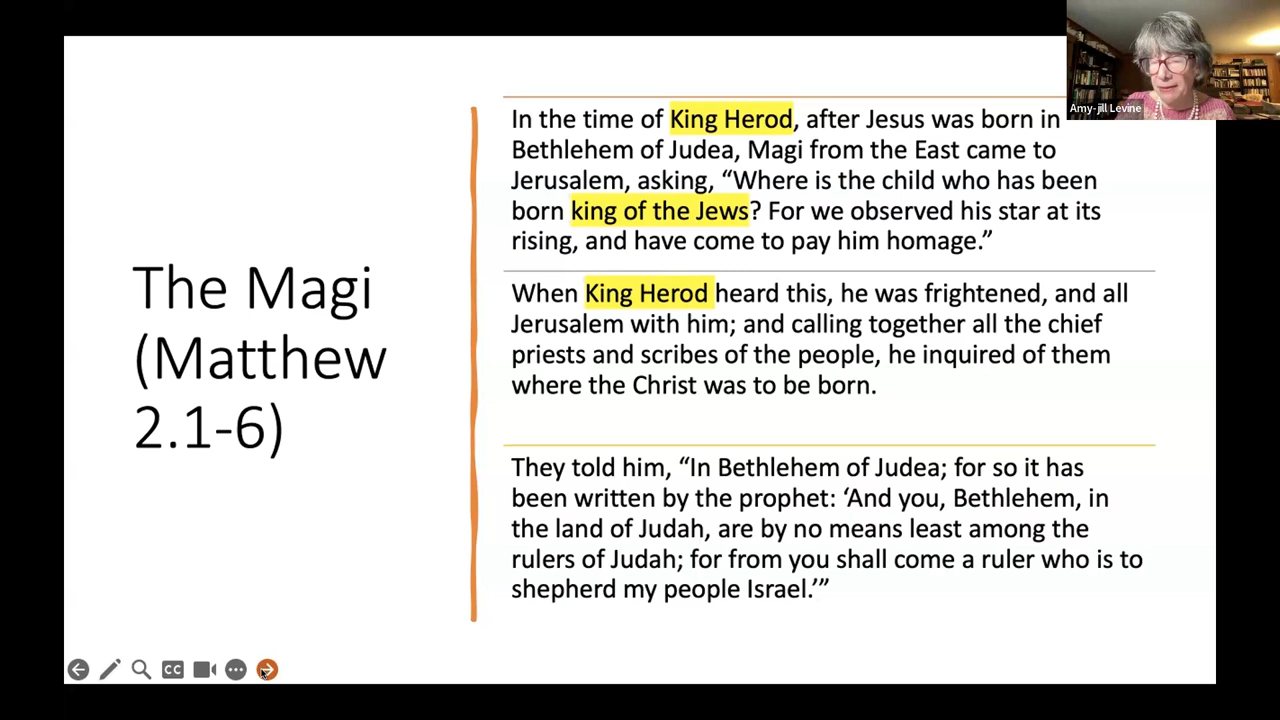 Amy-jill Levine
The Magi
(Matthew
2.1-6)
In the time of King Herod, after Jesus was born in
Bethlehem of Judea, Magi from the East came to
Jerusalem, asking, “Where is the child who has been
born king of the Jews? For we observed his star at its
rising, and have come to pay him homage.”
When King Herod heard this, he was frightened, and all
Jerusalem with him; and calling together all the chief
priests and scribes of the people, he inquired of them
where the Christ was to be born.
They told him, “In Bethlehem of Judea; for so it has
been written by the prophet: ‘And you, Bethlehem, in
the land of Judah, are by no means least among the
rulers of Judah; for from you shall come a ruler who is to
shepherd my people Israel.’”
CC